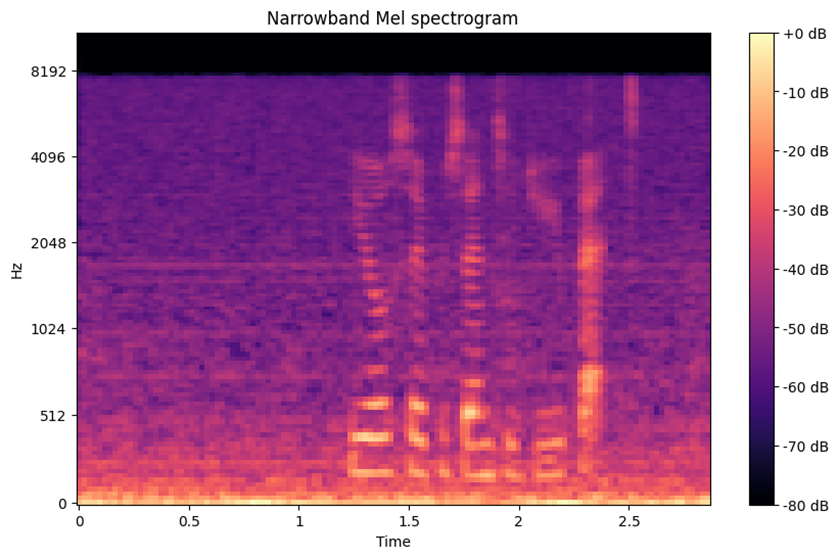 Narrowband Mel spectrogram
Hz
8192
4096
2048
1024
512
0
0
0.5
1
1.5
2
2.5
Time
+0 dB
-10 dB
-20 dB
-30 dB
-40 dB
-50 dB
-60 dB
-70 dB
-80 dB